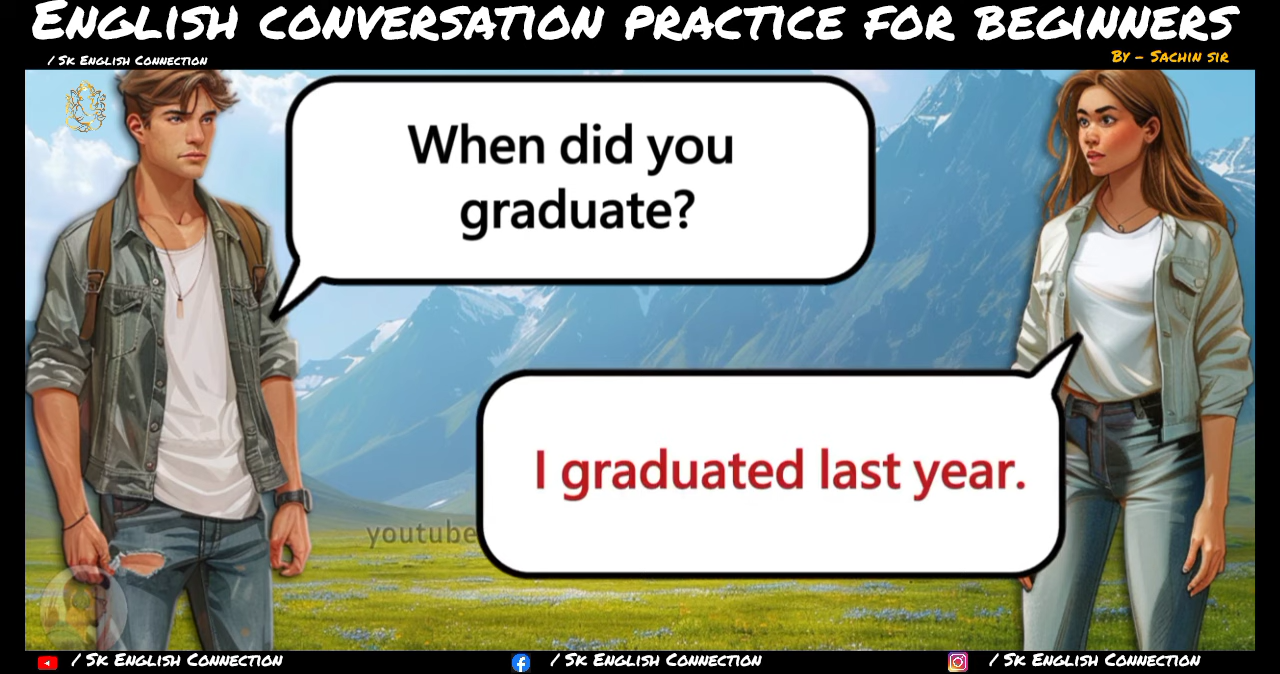 English conversation practice for beginners
/ Sk English Connection
By – Sachin sir
When did you
graduate?
I graduated last year.
youtube
/ Sk English Connection
/ Sk English Connection
/ Sk English Connection